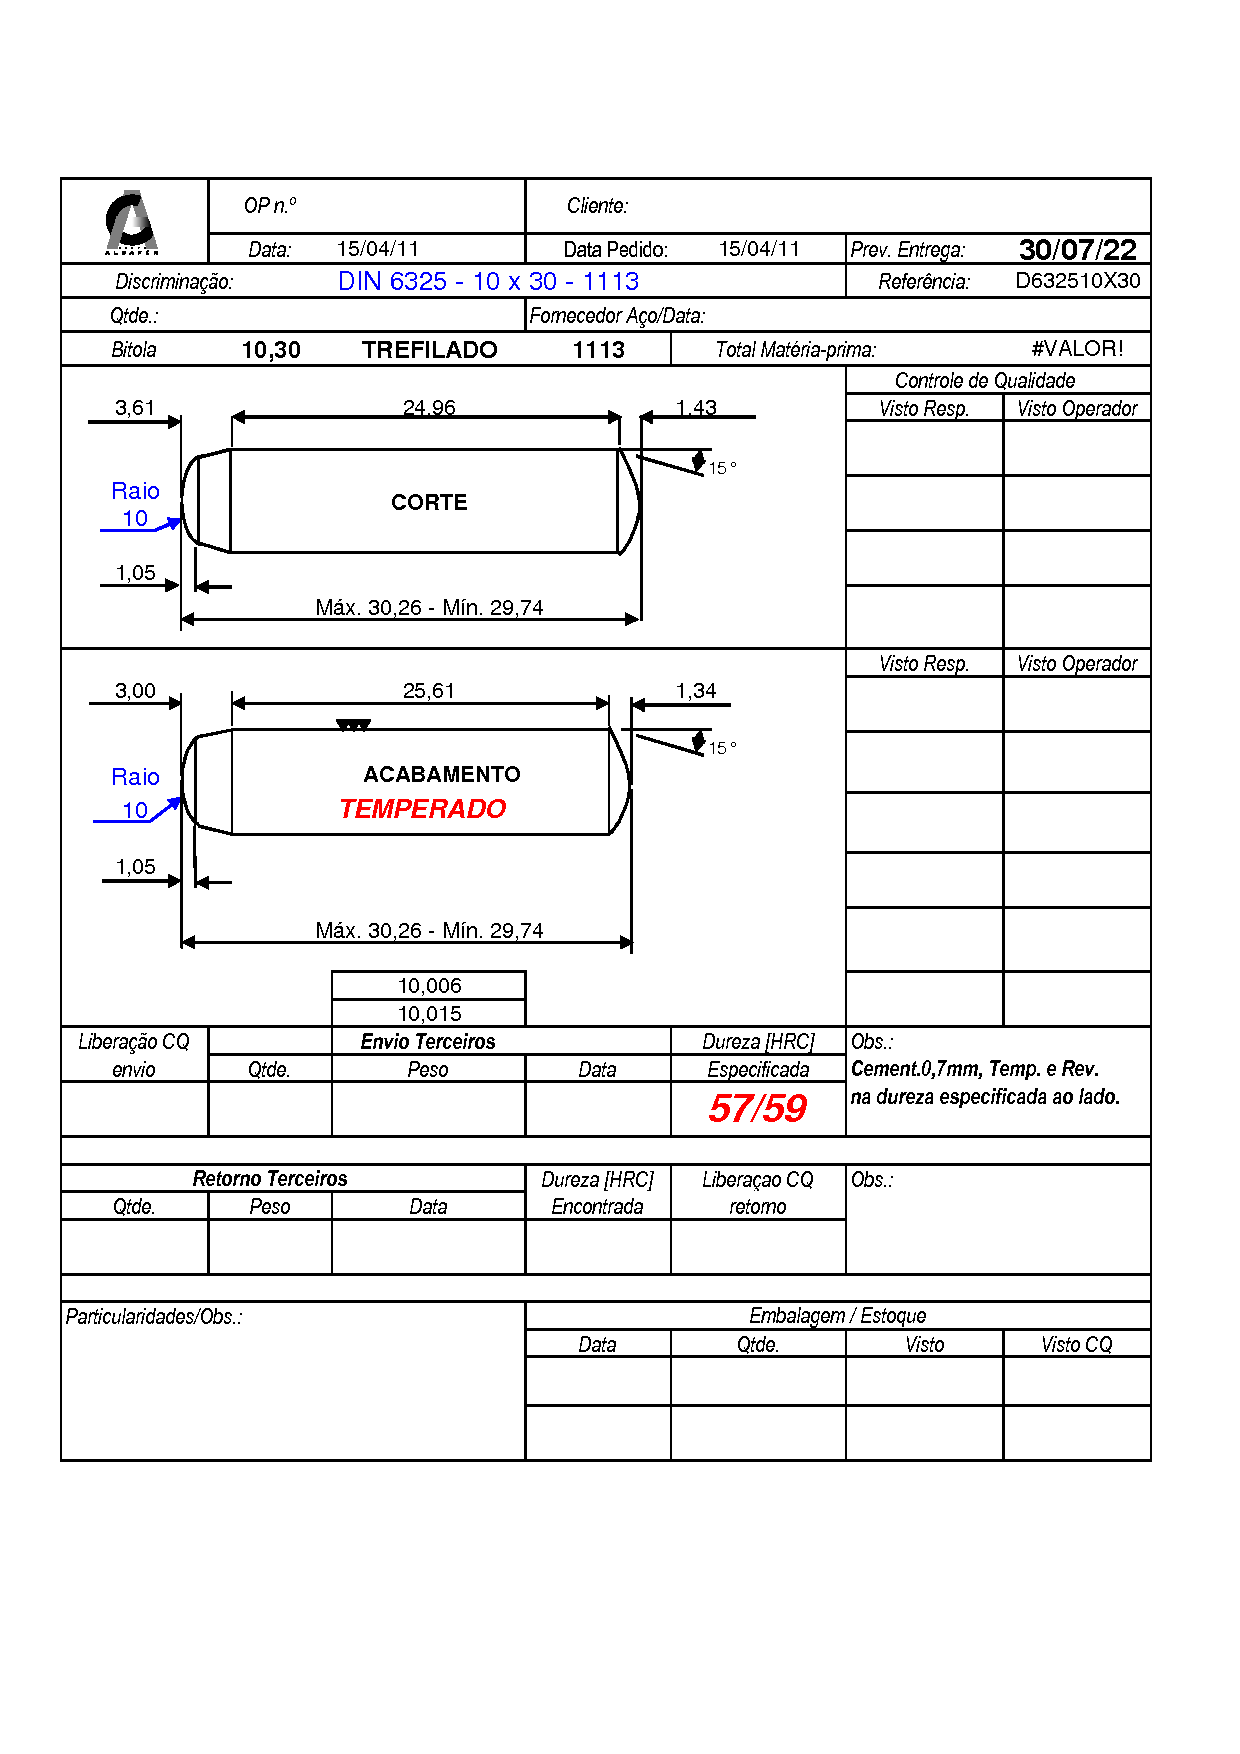 ALBAFER
OP n.º Cliente:
Data: 15/04/11 Data Pedido: 15/04/11 Prev. Entrega: 30/07/22
Discriminação: DIN 6325 - 10 x 30 - 1113 Referência: D632510X30
Qtde.: Fornecedor Aço/Data:
Bitola 10,30 TREFILADO 1113 Total Matéria-prima: #VALOR!
Controle de Qualidade
3,61 24,96 1,43 Visto Resp. Visto Operador
15°
Raio
10
CORTE
1,05
Máx. 30,26 - Mín. 29,74
Visto Resp. Visto Operador
3,00 25,61 1,34
15°
Raio
10
ACABAMENTO
TEMPERADO
1,05
Máx. 30,26 - Mín. 29,74
10,006
10,015
Liberação CQ Envio Terceiros Dureza [HRC] Obs.:
envio Qtde. Peso Data Especificada Cement.0,7mm, Temp. e Rev.
57/59 na dureza especificada ao lado.
Retorno Terceiros Dureza [HRC] Liberaçao CQ Obs.:
Qtde. Peso Data Encontrada retorno
Particularidades/Obs.: Embalagem / Estoque
Data Qtde. Visto Visto CQ